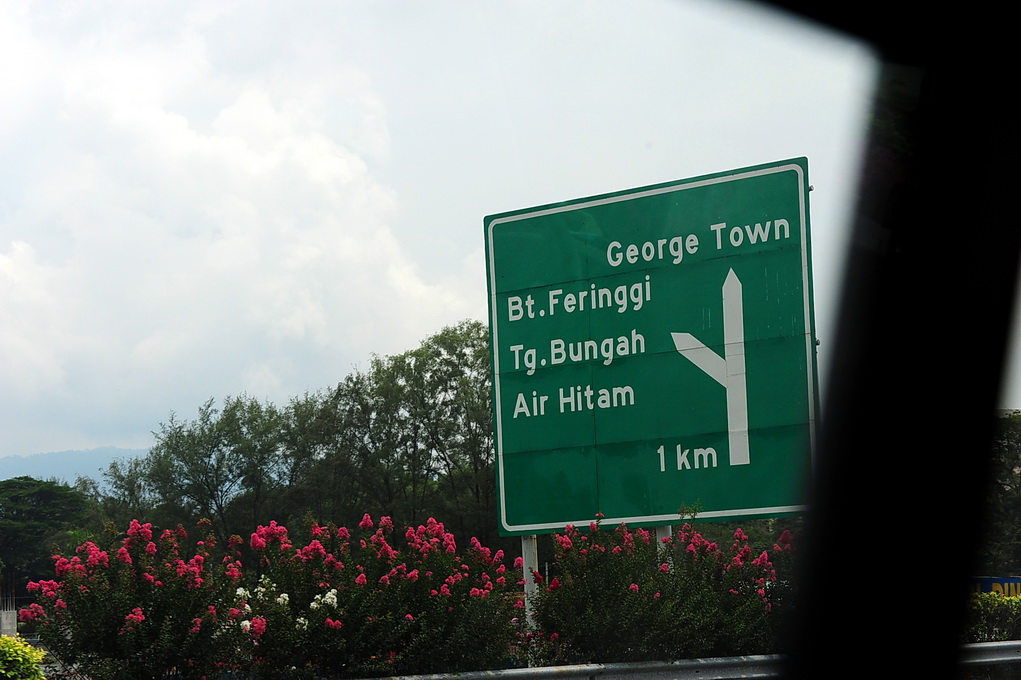 George Town
Bt.Feringgi
Tg.Bungah
Air Hitam
1 km